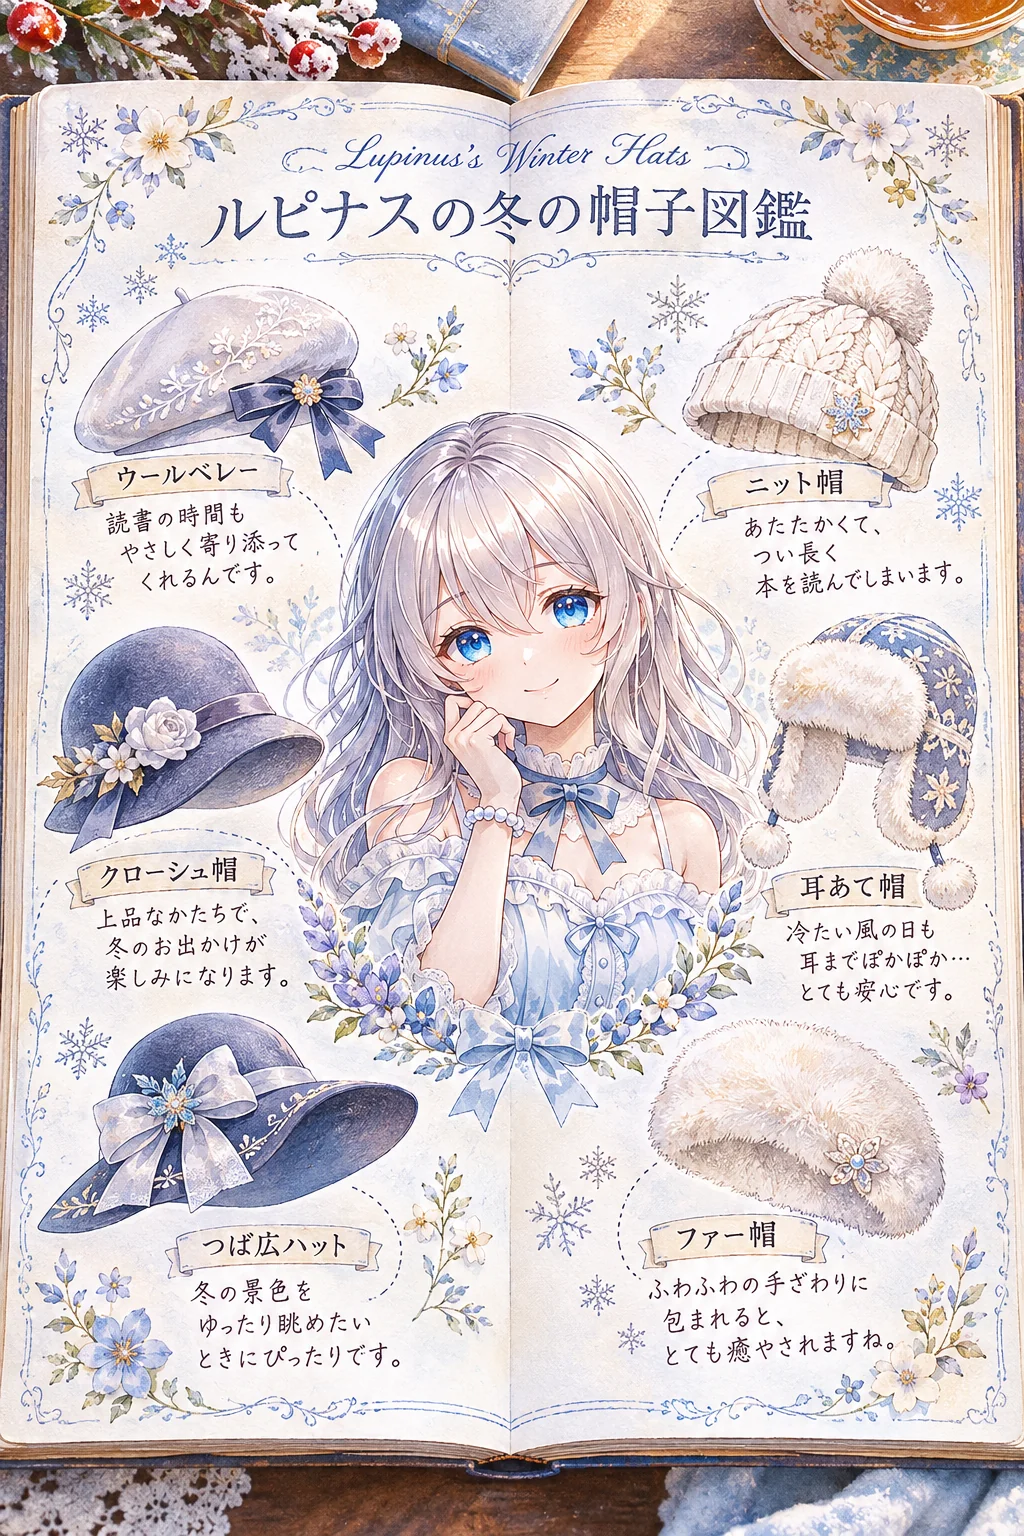 Lupinus's Winter Hats
ルピナスの冬の帽子図鑑
ウールベレー
読書の時間も
やさしく寄り添って
くれるんです。
ニット帽
あたたかくて、
つい長く
本を読んでしまいます。
クローシュ帽
上品なかたちで、
冬のお出かけが
楽しみになります。
耳あて帽
冷たい風の日も
耳までぽかぽか…
とても安心です。
つば広ハット
冬の景色を
ゆったり眺めたい
ときにぴったりです。
ファー帽
ふわふわの手ざわりに
包まれると、
とても癒やされますね。